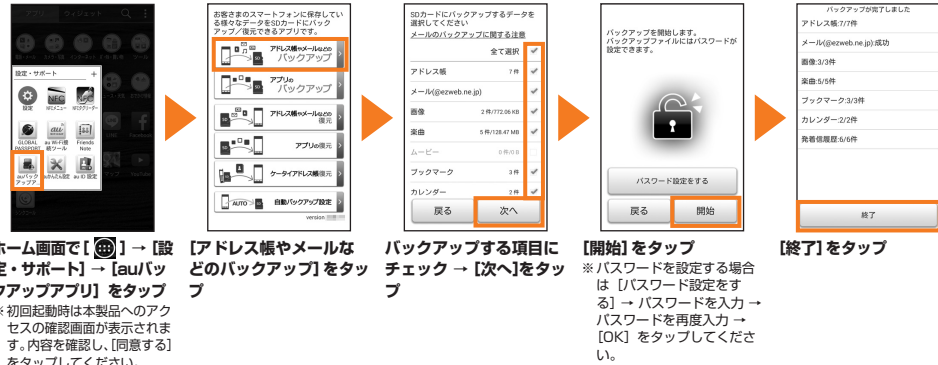 アプリ ウィジェット
設定・サポート +
設定
NFCメニュー
GLOBAL PASSPORT
au Wi-Fi接続ツール
Friends Note
auバックアップア
auかんたん設定
au ID 設定
ホーム画面で[ ] → [設
定・サポート] → [auバッ
クアップアプリ] をタップ
※初回起動時は本製品へのアク
セスの確認画面が表示されま
す。内容を確認し、[同意する]
をタップしてください。
お客さまのスマートフォンに保存してい
る様々なデータをSDカードにバック
アップ／復元できるアプリです。
アドレス帳やメールなどの
バックアップ
アプリの
バックアップ
アドレス帳やメールなどの
復元
アプリの復元
ケータイアドレス帳復元
AUTO 自動バックアップ設定
version
[アドレス帳やメールな
どのバックアップ] をタッ
プ
SDカードにバックアップするデータを
選択してください
メールのバックアップに関する注意
全て選択
アドレス帳 7件
メール(@ezweb.ne.jp)
画像 2件/772.06 KB
楽曲 5件/128.47 MB
ムービー 0件/0 B
ブックマーク 3件
カレンダー 2件
戻る 次へ
バックアップする項目に
チェック → [次へ]をタッ
プ
バックアップを開始します。
バックアップファイルにはパスワードが
設定できます。
パスワード設定をする
戻る 開始
[開始] をタップ
※パスワードを設定する場合
は [パスワード設定をす
る] → パスワードを入力 →
パスワードを再度入力 →
[OK] をタップしてくださ
い。
バックアップが完了しました
アドレス帳:7/7件
メール(@ezweb.ne.jp):成功
画像:3/3件
楽曲:5/5件
ブックマーク:3/3件
カレンダー:2/2件
発着信履歴:6/6件
終了
[終了] をタップ